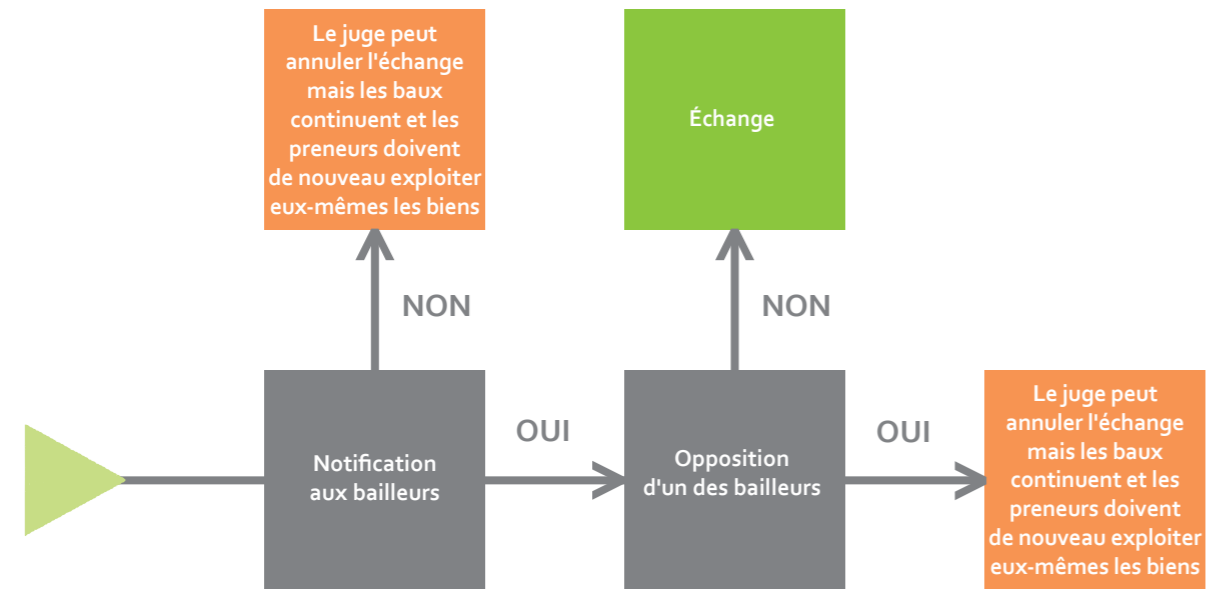 Le juge peut
annuler l'échange
mais les baux
continuent et les
preneurs doivent
de nouveau exploiter
eux-mêmes les biens
Échange
NON
NON
Notification
aux bailleurs
OUI
Opposition
d'un des bailleurs
OUI
Le juge peut
annuler l'échange
mais les baux
continuent et les
preneurs doivent
de nouveau exploiter
eux-mêmes les biens